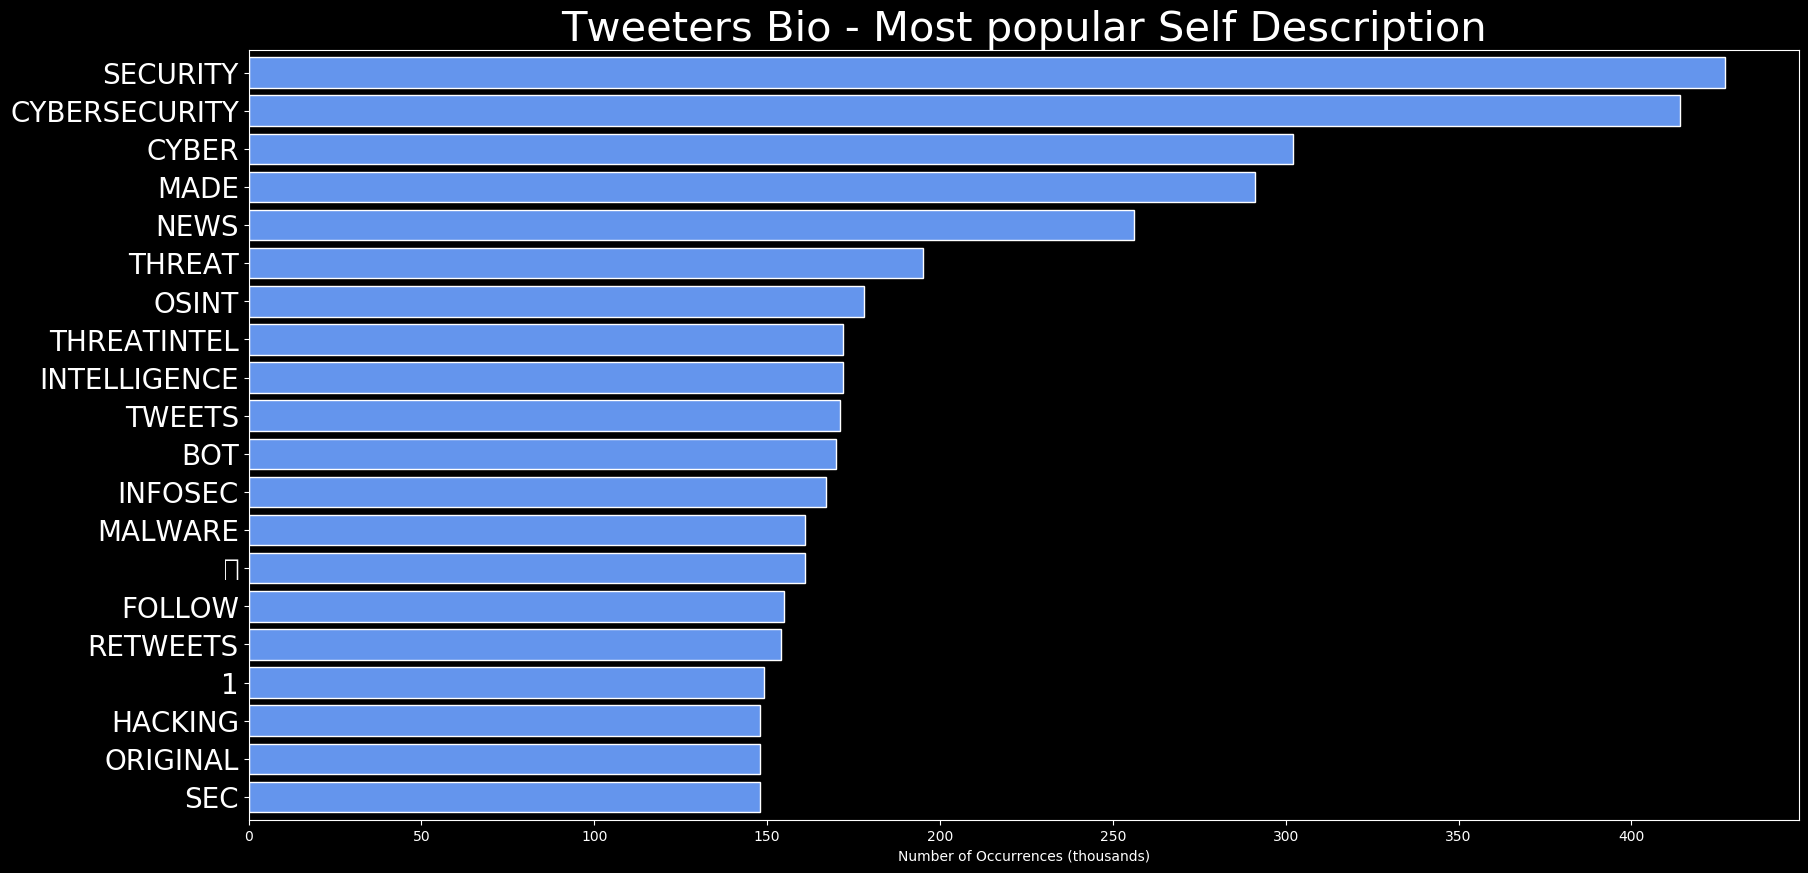 Tweeters Bio - Most popular Self Description
SECURITY
CYBERSECURITY
CYBER
MADE
NEWS
THREAT
OSINT
THREATINTEL
INTELLIGENCE
TWEETS
BOT
INFOSEC
MALWARE
FOLLOW
RETWEETS
1
HACKING
ORIGINAL
SEC
0 50 100 150 200 250 300 350 400
Number of Occurrences (thousands)